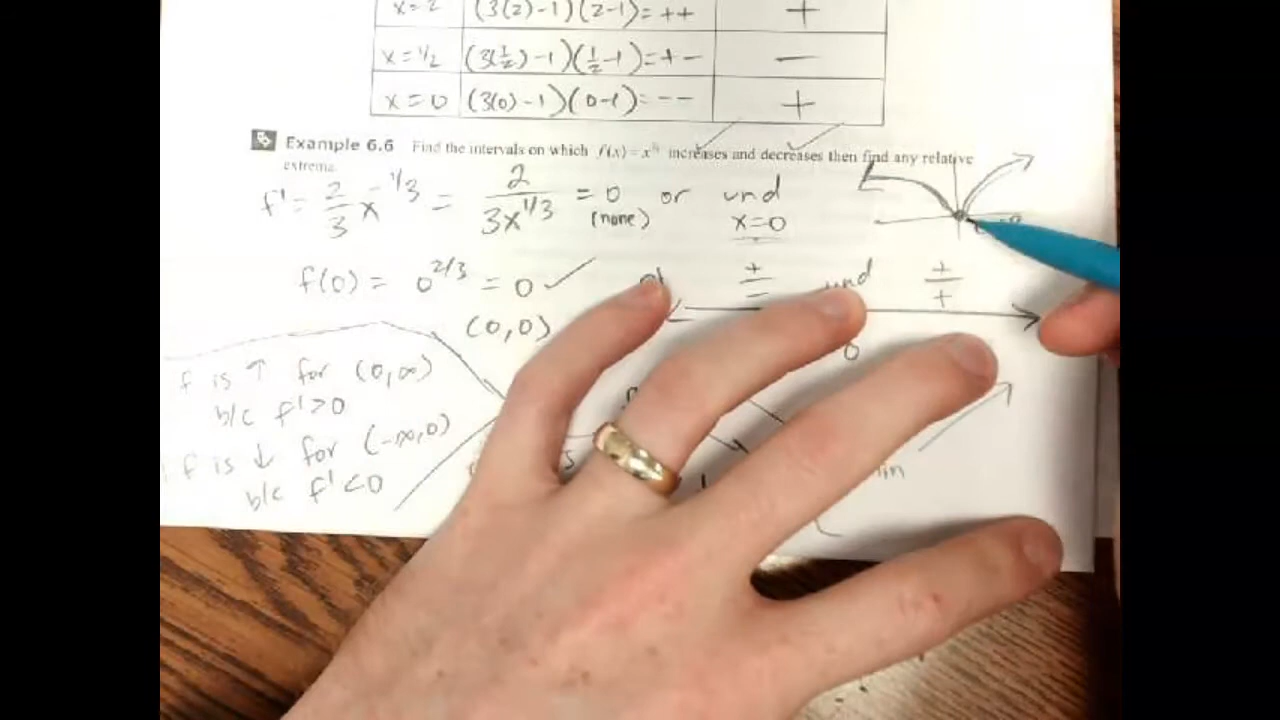 x=2 (3(2)-1)(2-1)=++ +
x=1/2 (3(1/2)-1)(1/2-1)=+- −
x=0 (3(0)-1)(0-1)=-- +
Example 6.6 Find the intervals on which f(x)=x^2/3 increases and decreases then find any relative
extrema.
f'= 2/3 x^-1/3 = 2/(3x^1/3) = 0 or und
(none) x=0
f(0) = 0^2/3 = 0 ✓
+/− und +/+
(0,0)
0
f is ↑ for (0,∞)
b/c f'>0
f is ↓ for (-∞,0)
b/c f'<0